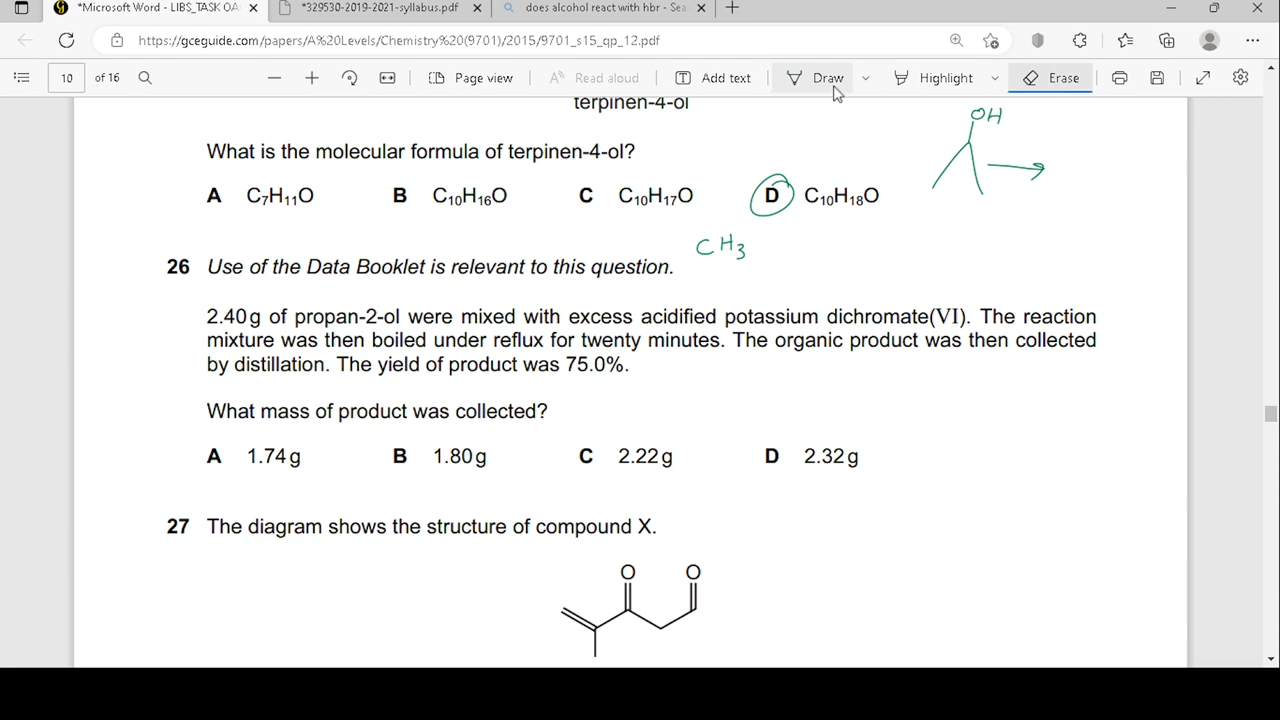 *Microsoft Word - LIBS_TASK OA
*329530-2019-2021-syllabus.pdf
does alcohol react with hbr - Sea
https://gceguide.com/papers/A%20Levels/Chemistry%20(9701)/2015/9701_s15_qp_12.pdf
10 of 16
Page view
Read aloud
Add text
Draw
Highlight
Erase
terpinen-4-ol
OH
What is the molecular formula of terpinen-4-ol?
A C₇H₁₁O B C₁₀H₁₆O C C₁₀H₁₇O D C₁₀H₁₈O
CH₃
26 Use of the Data Booklet is relevant to this question.
2.40 g of propan-2-ol were mixed with excess acidified potassium dichromate(VI). The reaction
mixture was then boiled under reflux for twenty minutes. The organic product was then collected
by distillation. The yield of product was 75.0%.
What mass of product was collected?
A 1.74 g B 1.80 g C 2.22 g D 2.32 g
27 The diagram shows the structure of compound X.
O O